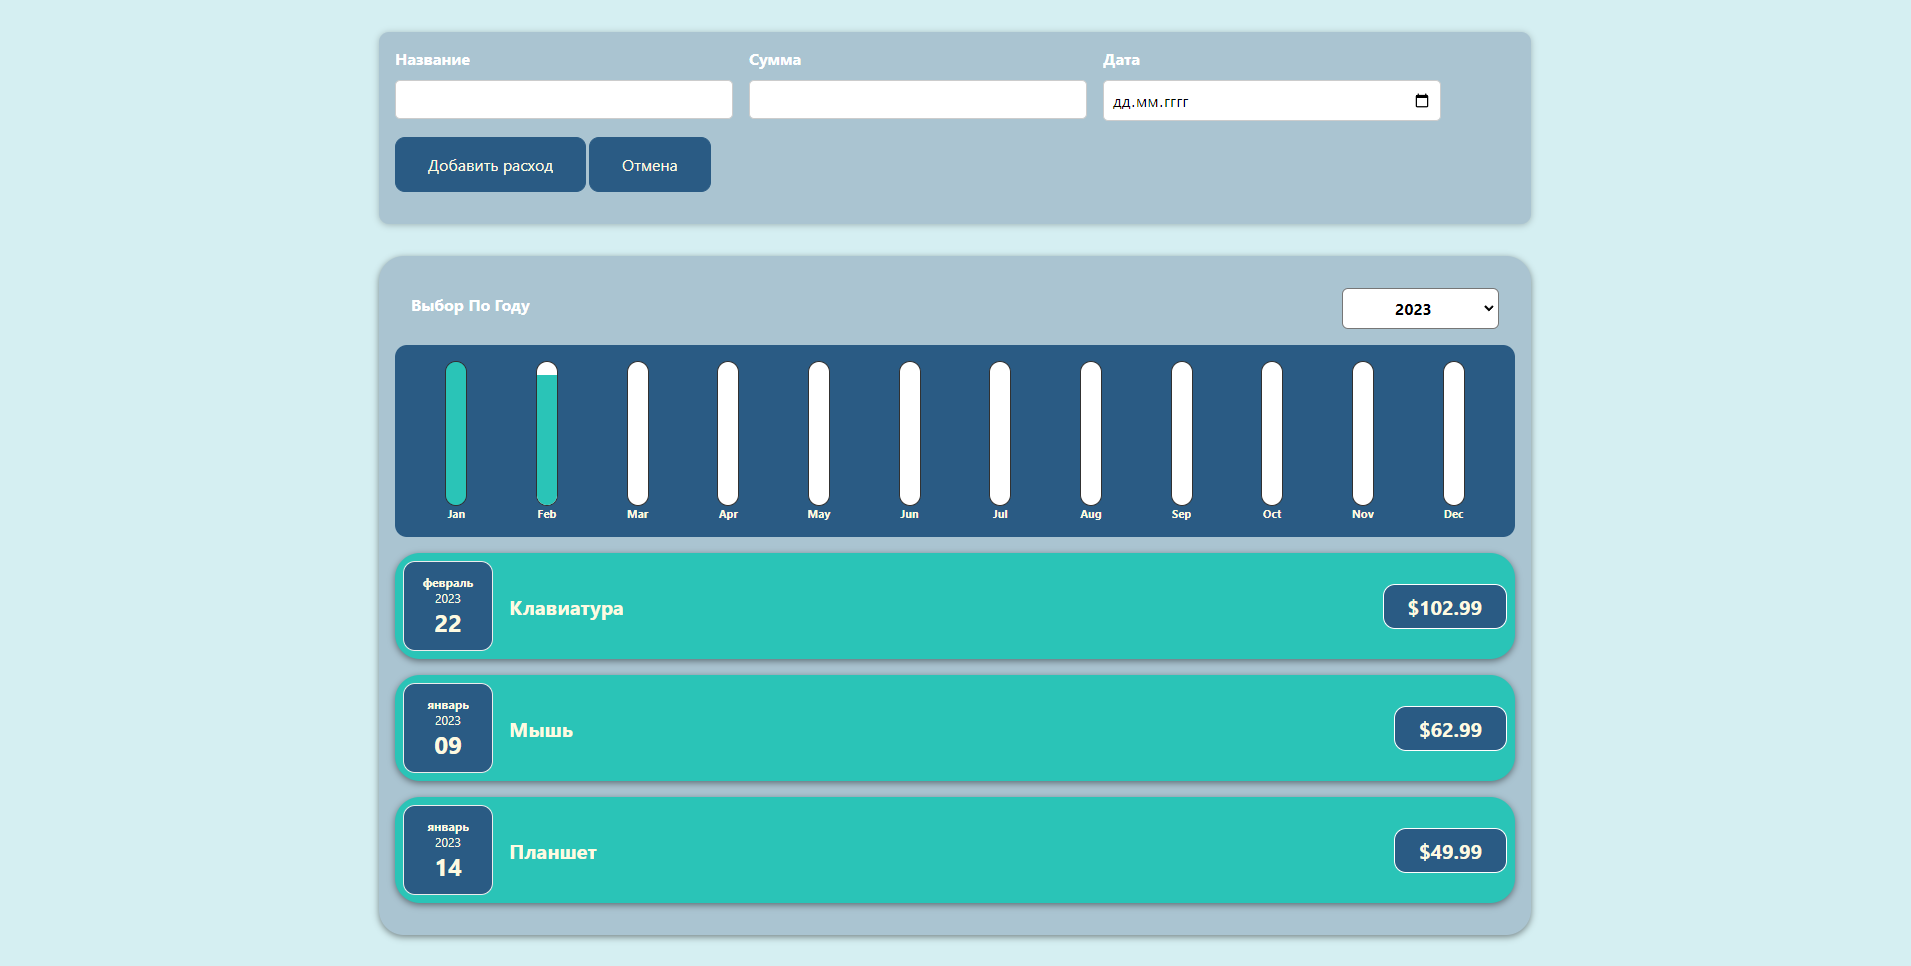 Название Сумма Дата
дд.мм.гггг
Добавить расход Отмена
Выбор По Году 2023
Jan Feb Mar Apr May Jun Jul Aug Sep Oct Nov Dec
февраль
2023
22
Клавиатура
$102.99
январь
2023
09
Мышь
$62.99
январь
2023
14
Планшет
$49.99